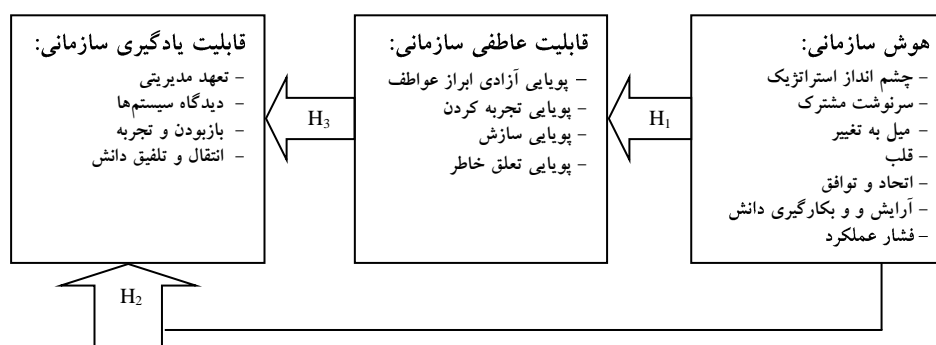 هوش سازمانی:
– چشم انداز استراتژیک
– سرنوشت مشترک
– میل به تغییر
– قلب
– اتحاد و توافق
– آرایش و و بکارگیری دانش
– فشار عملکرد
H1
قابلیت عاطفی سازمانی:
– پویایی آزادی ابراز عواطف
– پویایی تجربه کردن
– پویایی سازش
– پویایی تعلق خاطر
H3
قابلیت یادگیری سازمانی:
– تعهد مدیریتی
– دیدگاه سیستم‌ها
– بازبودن و تجربه
– انتقال و تلفیق دانش
H2